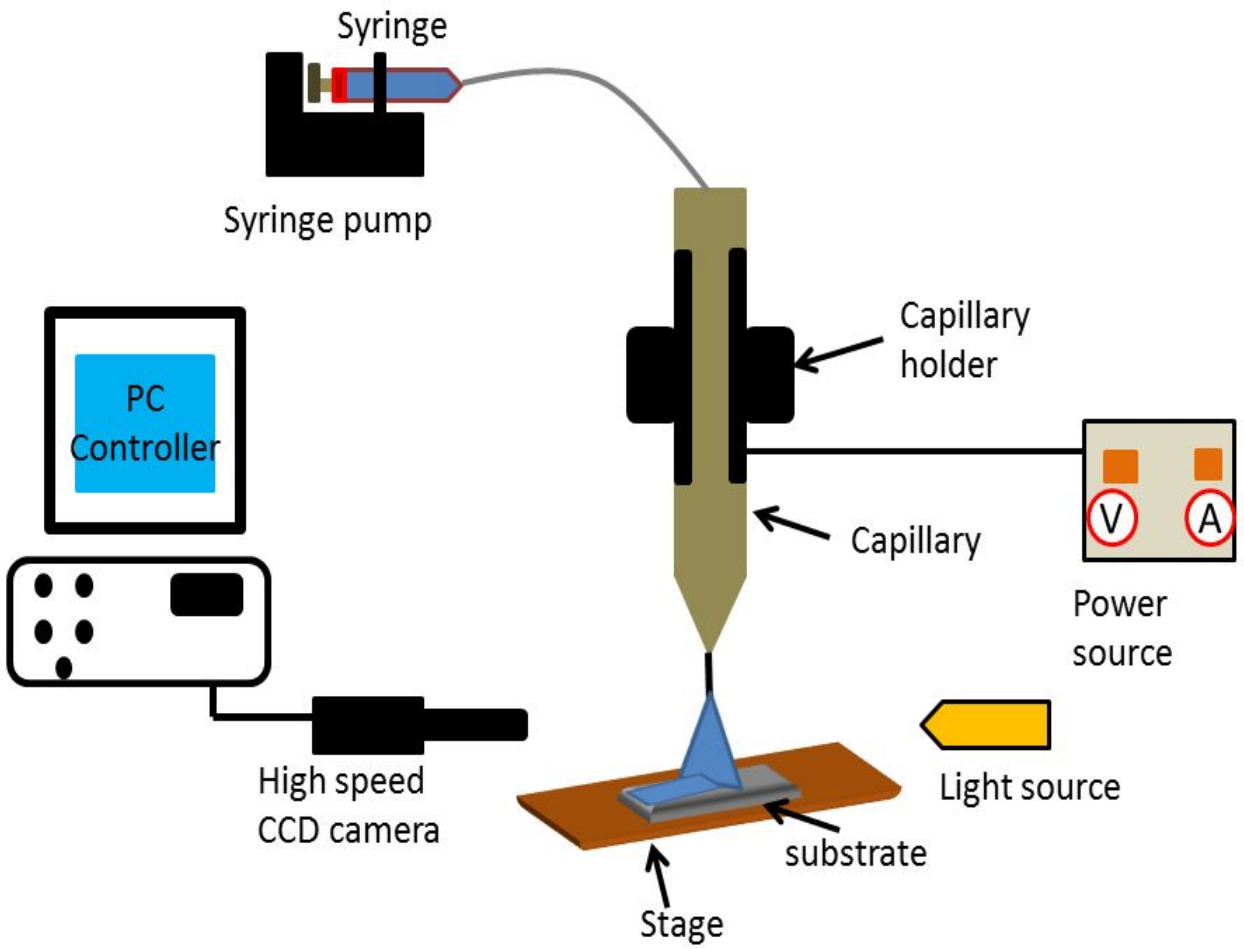 Syringe
Syringe pump
Capillary
holder
PC
Controller
V
A
Capillary
Power
source
High speed
CCD camera
Light source
substrate
Stage